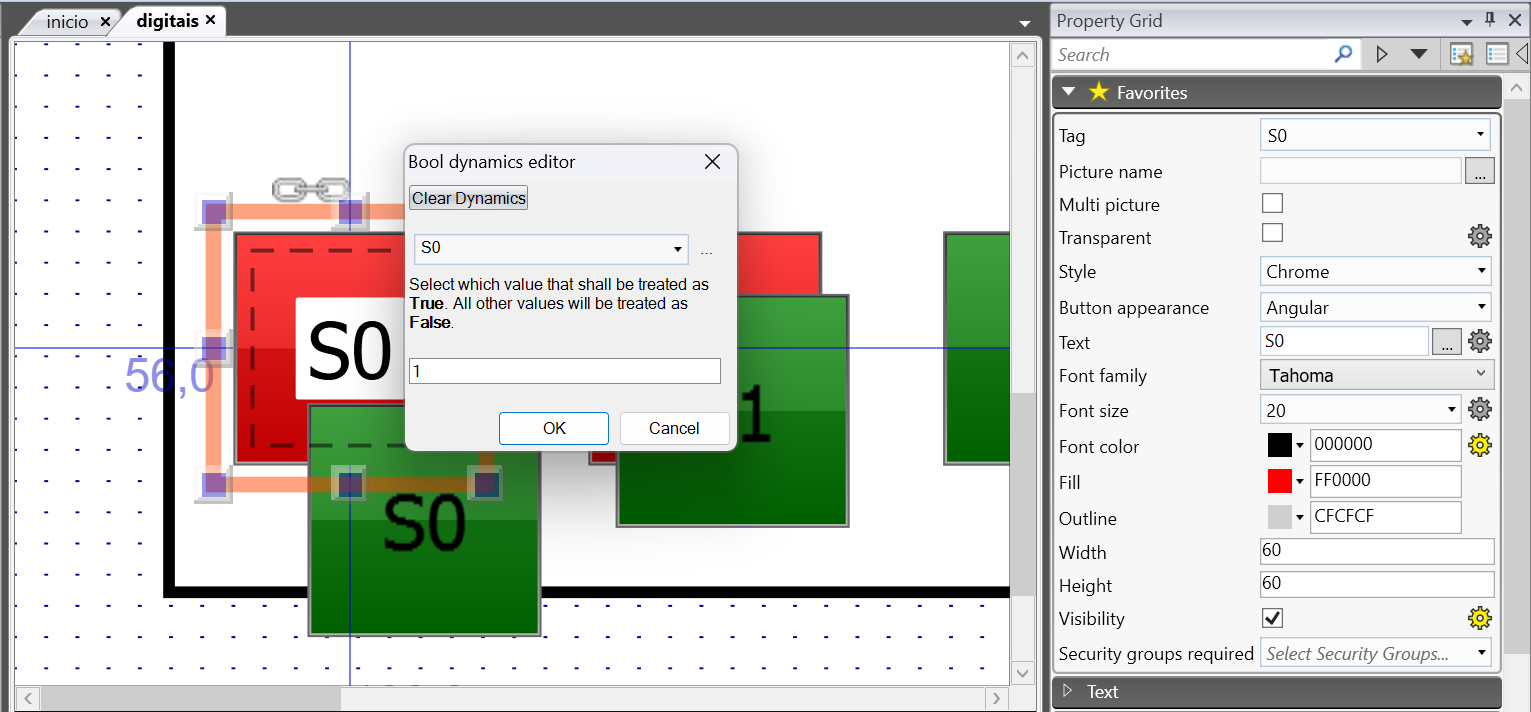 inicio
digitais
56,0
S0
S0
1
Bool dynamics editor
Clear Dynamics
S0
...
Select which value that shall be treated as
True. All other values will be treated as
False.
1
OK
Cancel
Property Grid
Search
Favorites
Tag S0
Picture name ...
Multi picture
Transparent
Style Chrome
Button appearance Angular
Text S0 ...
Font family Tahoma
Font size 20
Font color 000000
Fill FF0000
Outline CFCFCF
Width 60
Height 60
Visibility
Security groups required Select Security Groups...
Text